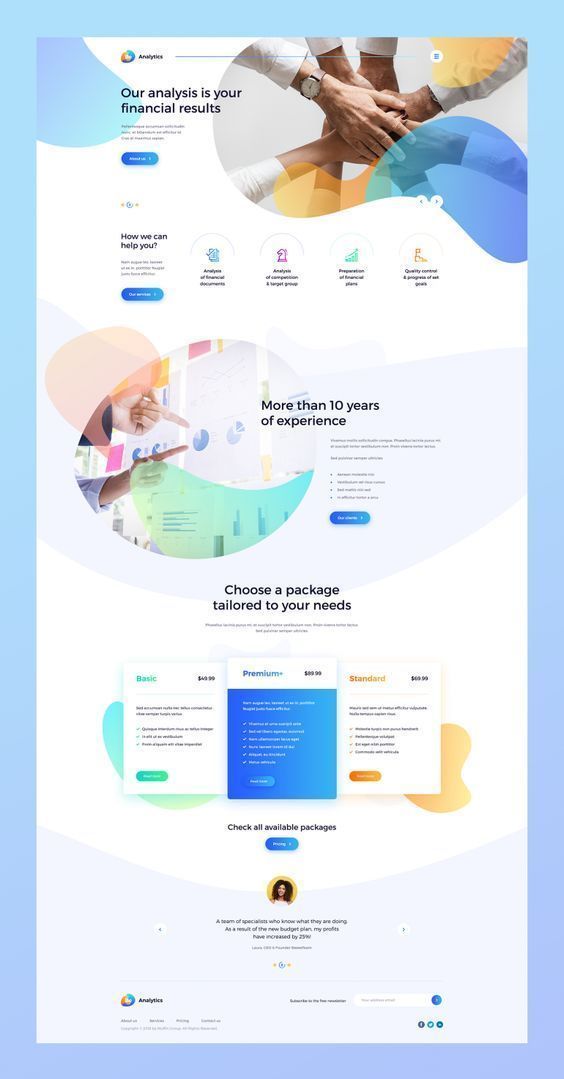 Analytics
Our analysis is your
financial results
Pellentesque accumsan sollicitudin
nunc, at bibendum est efficitur id.
Cras at maximus sapien.
About us
How we can
help you?
Nam augue leo, laoreet
ut ex in, porttitor feugiat
justo fusce efficitur.
Our services
Analysis
of financial
documents
Analysis
of competition
& target group
Preparation
of financial
plans
Quality control
& progress of set
goals
More than 10 years
of experience
Vivamus mollis sollicitudin congue. Phasellus lacinia purus mi
et suscipit tortor vestibulum non. Proin viverra tortor lectus.
Sed pulvinar semper ultricies
Aenean molestie nisi
Vestibulum vel risus cursus
Sed mattis nisi sed
In efficitur tortor a arcu
Our clients
Choose a package
tailored to your needs
Phasellus lacinia purus mi et suscipit tortor vestibulum non. Proin viverra tortor lectus
Sed pulvinar semper ultricies.
Basic
$49.99
Sed accumsan nulla nec tellus consectetur
vitae semper turpis varius
Quisque interdum risus ac tellus integer
In elit ut ex vestibulum
Proin aliquam elit vitae imperdiet
Read more
Premium+
$89.99
Nam augue leo, laoreet ut ex in, porttitor
feugiat justo fusce efficitur.
Vivamus et urna suscipit ante
Sed vel libero egestas, euismod
Nam ullamcorper lacus eget
Nunc laoreet lorem id dui
Aliquet eu tincidunt
Metus vehicula
Read more
Standard
$69.99
Mauris sed sem ut metus efficitur vulputate
Nulla tempus sapien risus
Molestie turpis non purus hendrerit
Pellentesque volutpat
Est eget nibh porttitor
Commodo velit vehicula
Read more
Check all available packages
Pricing
A team of specialists who know what they are doing.
As a result of the new budget plan, my profits
have increased by 25%!
Laura, CEO & Founder
Analytics
Subscribe to the free newsletter
Your address email
About us
Services
Pricing
Contact us
Copyright © 2018 by Muffin Group. All Rights Reserved.